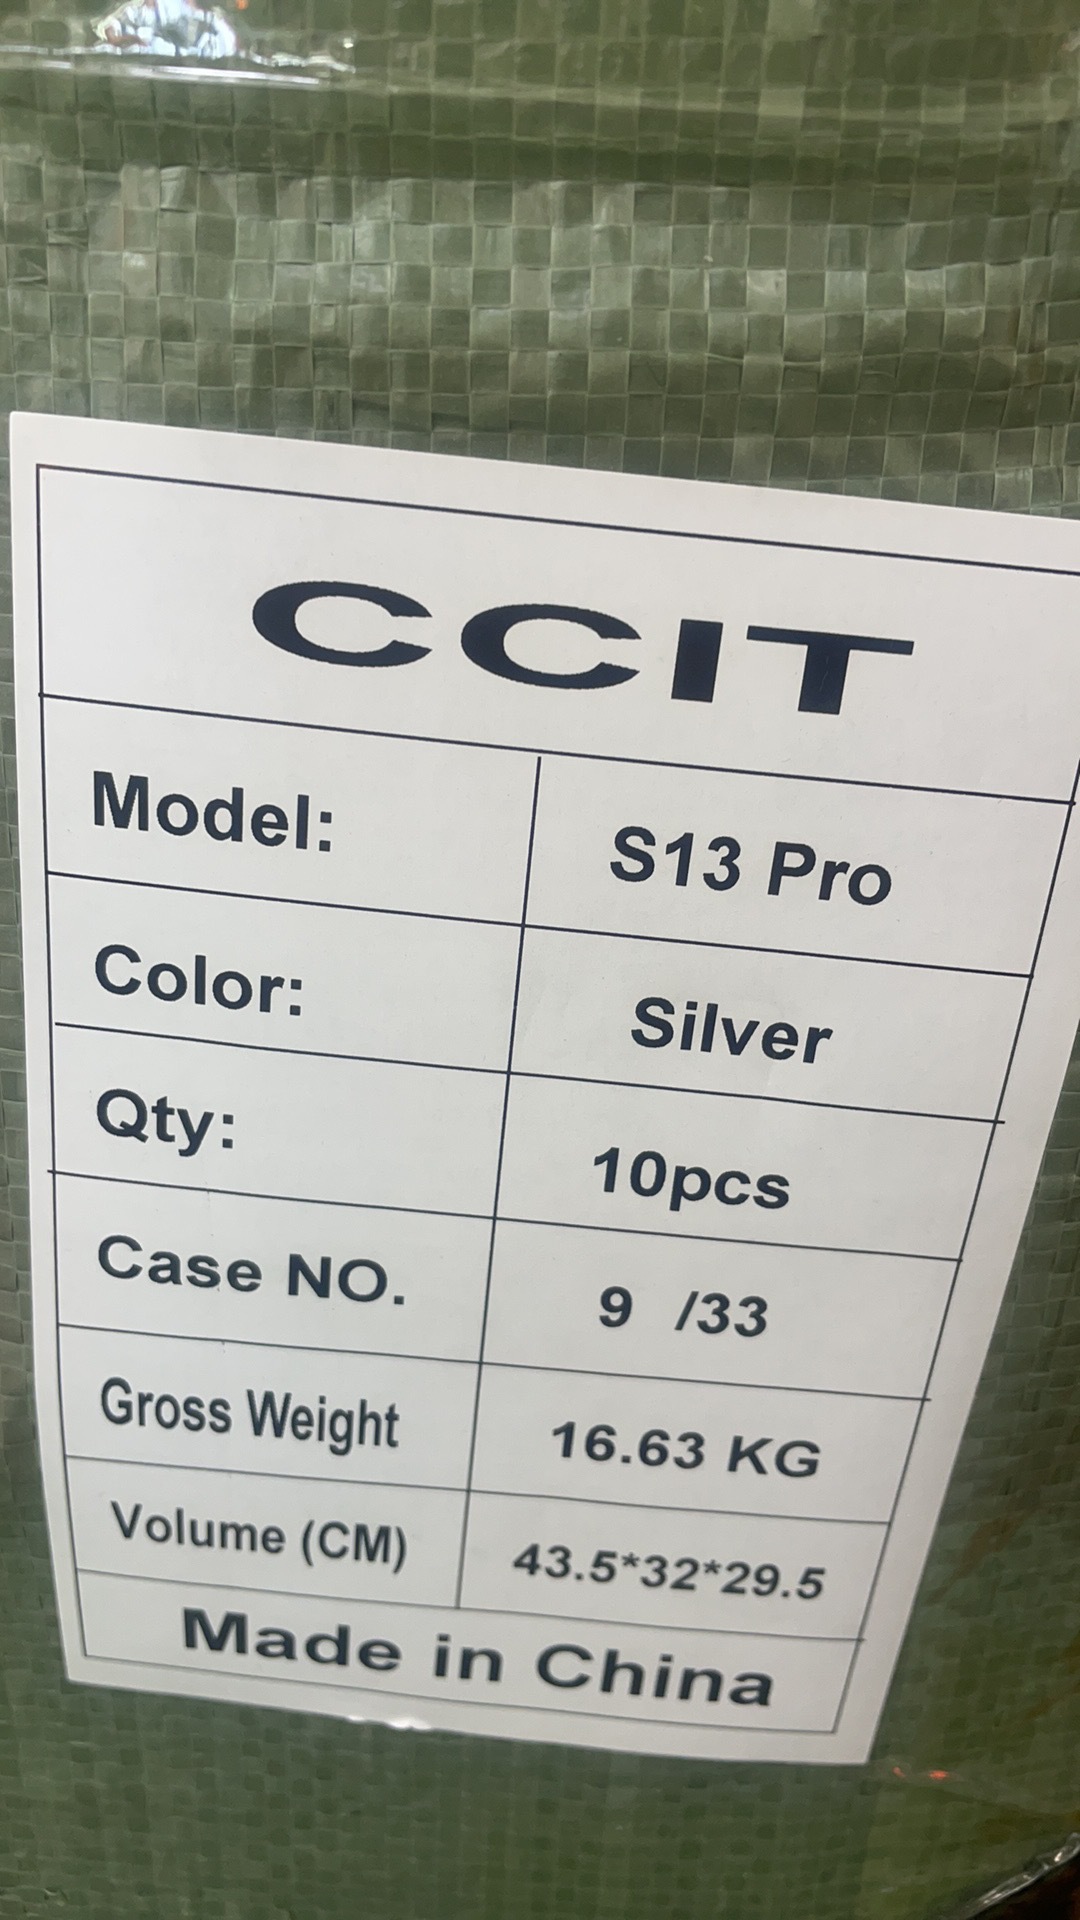 CCIT
Model: S13 Pro
Color: Silver
Qty: 10pcs
Case NO. 9 /33
Gross Weight 16.63 KG
Volume (CM) 43.5*32*29.5
Made in China